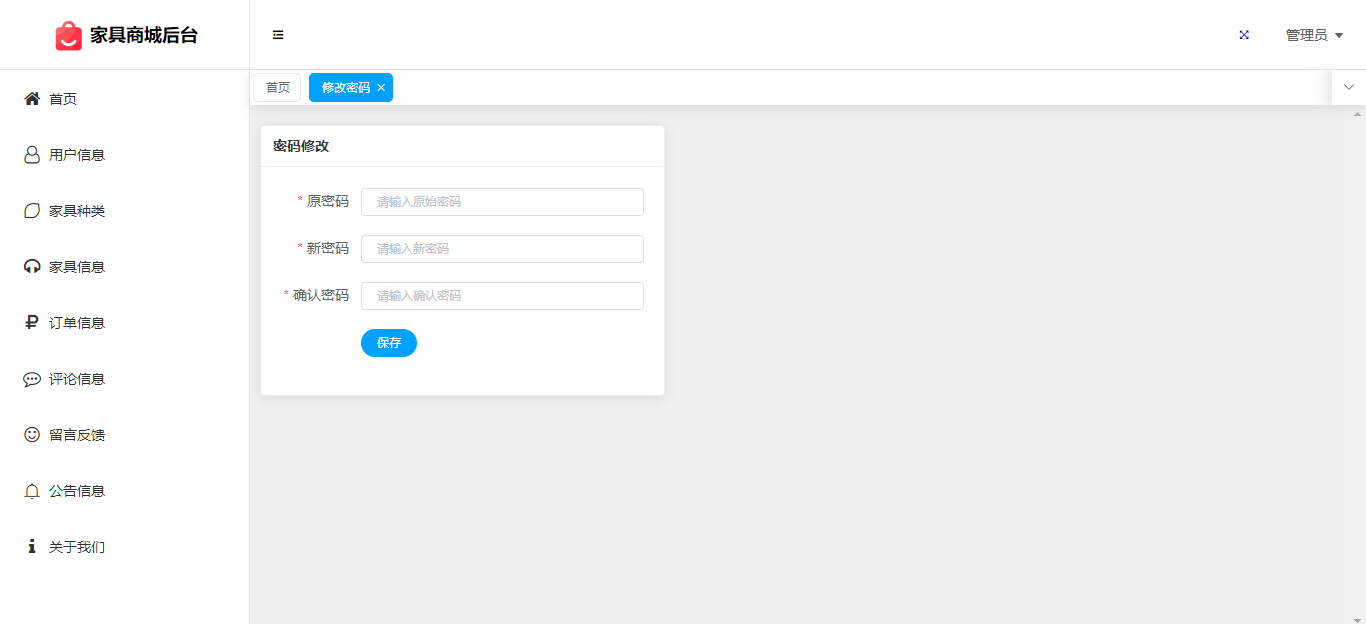 家具商城后台
管理员
首页
修改密码
首页
用户信息
家具种类
家具信息
订单信息
评论信息
留言反馈
公告信息
关于我们
密码修改
* 原密码 请输入原始密码
* 新密码 请输入新密码
* 确认密码 请输入确认密码
保存